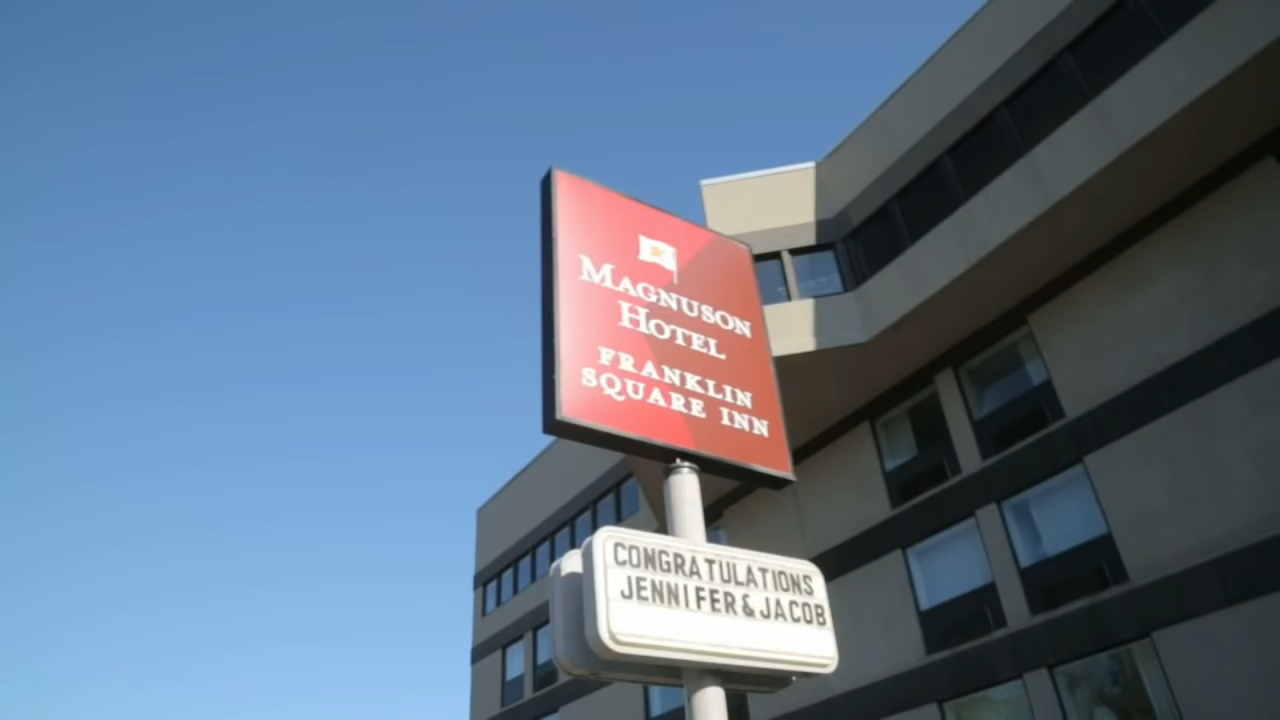 MAGNUSON
HOTEL
FRANKLIN
SQUARE INN
CONGRATULATIONS
JENNIFER & JACOB